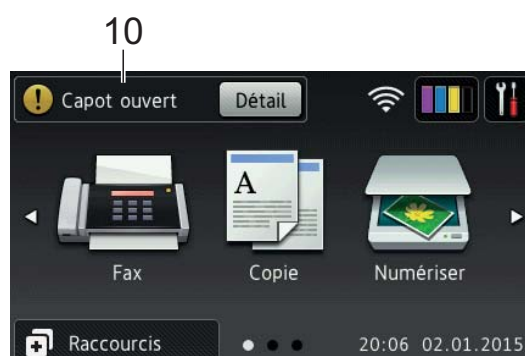 10
Capot ouvert Détail
A
Fax Copie Numériser
Raccourcis 20:06 02.01.2015